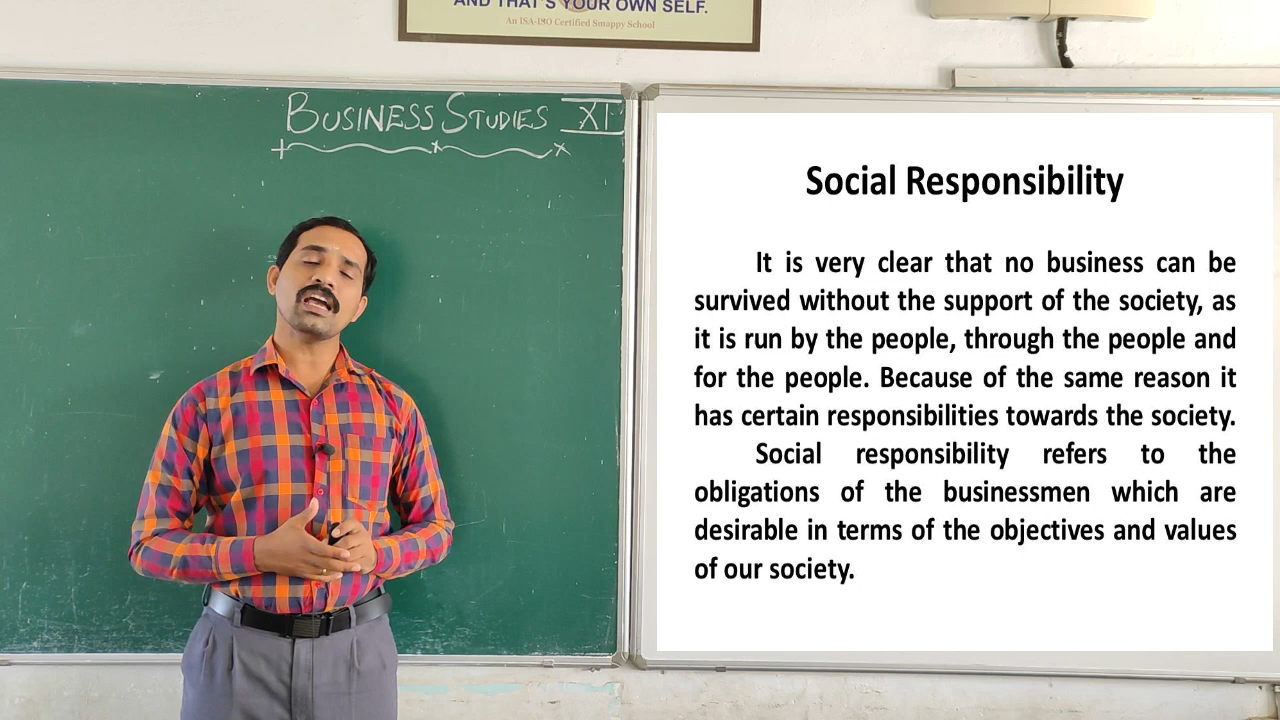 AND THAT'S YOUR OWN SELF.
An ISA-ISO Certified Smappy School
BUSINESS STUDIES XI
Social Responsibility
It is very clear that no business can be
survived without the support of the society, as
it is run by the people, through the people and
for the people. Because of the same reason it
has certain responsibilities towards the society.
Social responsibility refers to the
obligations of the businessmen which are
desirable in terms of the objectives and values
of our society.